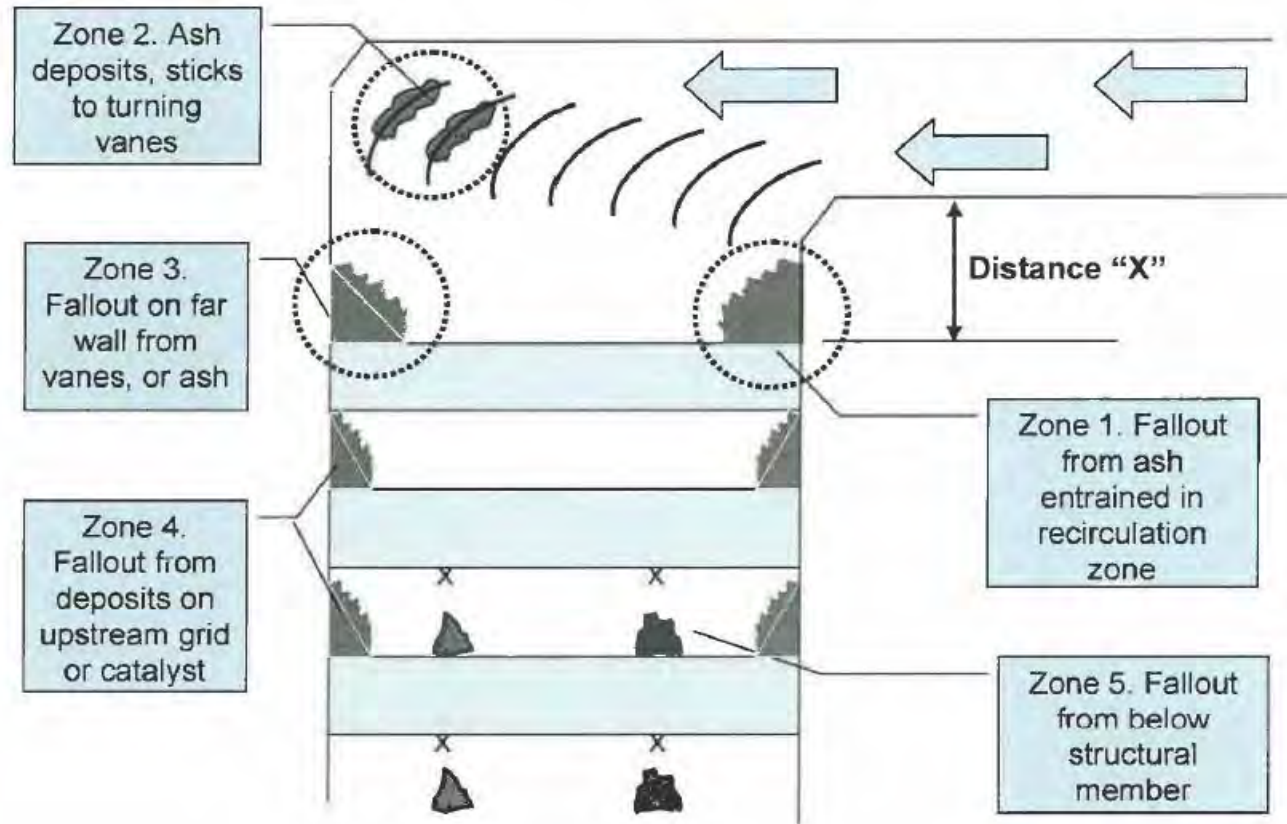 Zone 2. Ash
deposits, sticks
to turning
vanes
Distance "X"
Zone 3.
Fallout on far
wall from
vanes, or ash
Zone 1. Fallout
from ash
entrained in
recirculation
zone
Zone 4.
Fallout from
deposits on
upstream grid
or catalyst
X X
Zone 5. Fallout
from below
structural
member
X X